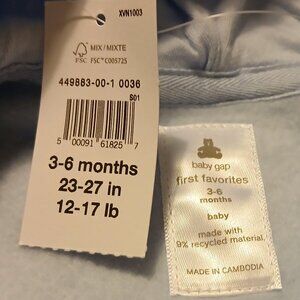 XVN1003
MIX/MIXTE
FSC
FSC™ C005725
449883-00-1 0036
S01
5 00091 61825 7
3-6 months
23-27 in
12-17 lb
baby gap
first favorites
3-6
months
baby
made with
9% recycled material
MADE IN CAMBODIA